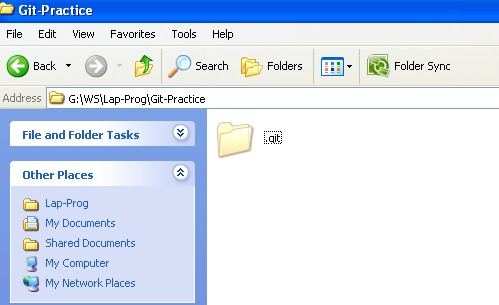 Git-Practice
File Edit View Favorites Tools Help
Back Search Folders Folder Sync
Address G:\WS\Lap-Prog\Git-Practice
File and Folder Tasks
.git
Other Places
Lap-Prog
My Documents
Shared Documents
My Computer
My Network Places